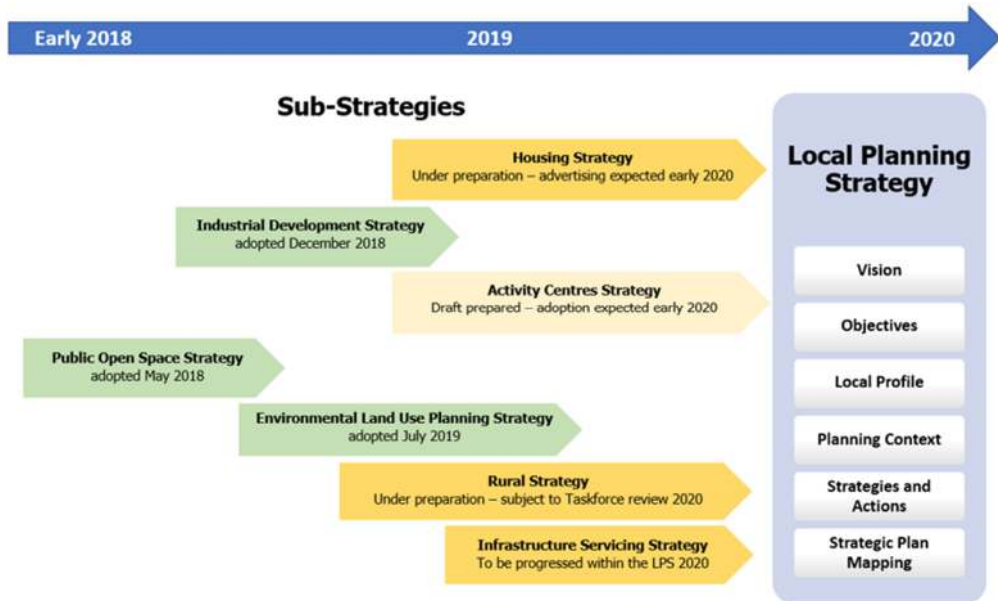 Early 2018
2019
2020
Sub-Strategies
Housing Strategy
Under preparation – advertising expected early 2020
Industrial Development Strategy
adopted December 2018
Activity Centres Strategy
Draft prepared – adoption expected early 2020
Public Open Space Strategy
adopted May 2018
Environmental Land Use Planning Strategy
adopted July 2019
Rural Strategy
Under preparation – subject to Taskforce review 2020
Infrastructure Servicing Strategy
To be progressed within the LPS 2020
Local Planning
Strategy
Vision
Objectives
Local Profile
Planning Context
Strategies and
Actions
Strategic Plan
Mapping